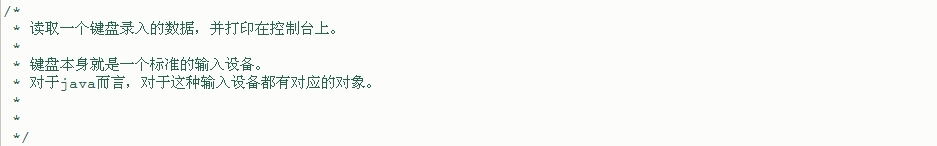 /*
* 读取一个键盘录入的数据，并打印在控制台上。
*
* 键盘本身就是一个标准的输入设备。
* 对于java而言，对于这种输入设备都有对应的对象。
*
*
*/